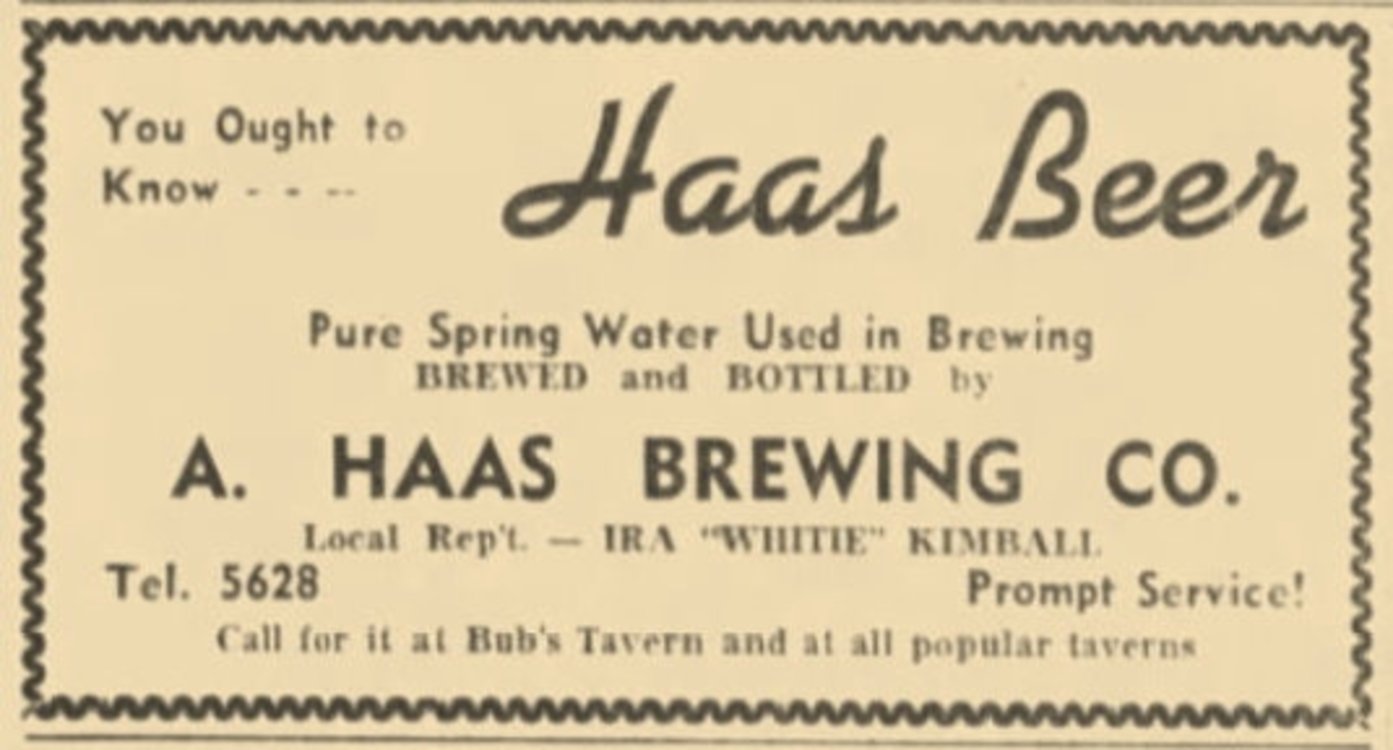 You Ought to
Know - - --
Haas Beer
Pure Spring Water Used in Brewing
BREWED and BOTTLED by
A. HAAS BREWING CO.
Local Rep't. — IRA "WHITIE" KIMBALL
Tel. 5628
Prompt Service!
Call for it at Bub's Tavern and at all popular taverns